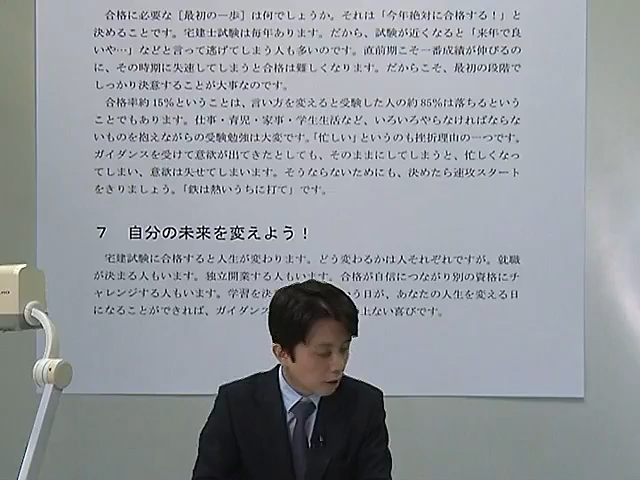 合格に必要な［最初の一歩］は何でしょうか。それは「今年絶対に合格する！」と
決めることです。宅建士試験は毎年あります。だから、試験が近くなると「来年で良
いや…」などと言って逃げてしまう人も多いのです。直前期こそ一番成績が伸びるの
に、その時期に失速してしまうと合格は難しくなります。だからこそ、最初の段階で
しっかり決意することが大事なのです。
合格率約15％ということは、言い方を変えると受験した人の約85％は落ちるという
ことでもあります。仕事・育児・家事・学生生活など、いろいろやらなければならな
いものを抱えながらの受験勉強は大変です。「忙しい」というのも挫折理由の一つです。
ガイダンスを受けて意欲が出てきたとしても、そのままにしてしまうと、忙しくなっ
てしまい、意欲は失せてしまいます。そうならないためにも、決めたら速攻スタート
をきりましょう。「鉄は熱いうちに打て」です。
7 自分の未来を変えよう！
宅建試験に合格すると人生が変わります。どう変わるかは人それぞれですが。就職
が決まる人もいます。独立開業する人もいます。合格が自信につながり別の資格にチ
ャレンジする人もいます。学習を決 いう日が、あなたの人生を変える日
になることができれば、ガイダンス 上ない喜びです。